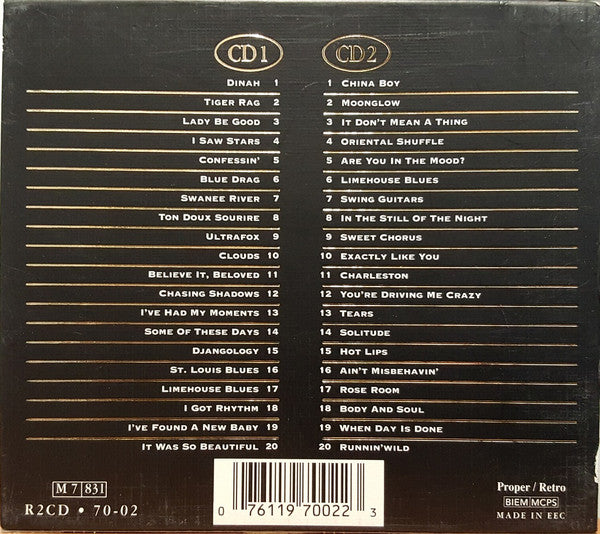 CD1
DINAH 1
TIGER RAG 2
LADY BE GOOD 3
I SAW STARS 4
CONFESSIN' 5
BLUE DRAG 6
SWANEE RIVER 7
TON DOUX SOURIRE 8
ULTRAFOX 9
CLOUDS 10
BELIEVE IT, BELOVED 11
CHASING SHADOWS 12
I'VE HAD MY MOMENTS 13
SOME OF THESE DAYS 14
DJANGOLOGY 15
ST. LOUIS BLUES 16
LIMEHOUSE BLUES 17
I GOT RHYTHM 18
I'VE FOUND A NEW BABY 19
IT WAS SO BEAUTIFUL 20
CD2
1 CHINA BOY
2 MOONGLOW
3 IT DON'T MEAN A THING
4 ORIENTAL SHUFFLE
5 ARE YOU IN THE MOOD?
6 LIMEHOUSE BLUES
7 SWING GUITARS
8 IN THE STILL OF THE NIGHT
9 SWEET CHORUS
10 EXACTLY LIKE YOU
11 CHARLESTON
12 YOU'RE DRIVING ME CRAZY
13 TEARS
14 SOLITUDE
15 HOT LIPS
16 AIN'T MISBEHAVIN'
17 ROSE ROOM
18 BODY AND SOUL
19 WHEN DAY IS DONE
20 RUNNIN'WILD
M 7 831
R2CD • 70-02
0 76119 70022 3
Proper / Retro
BIEM MCPS
MADE IN EEC